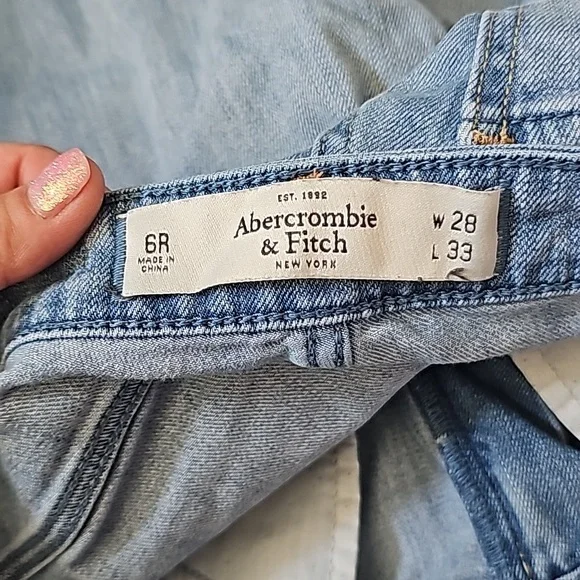 6R
MADE IN
CHINA
EST. 1892
Abercrombie
& Fitch
NEW YORK
W 28
L 33